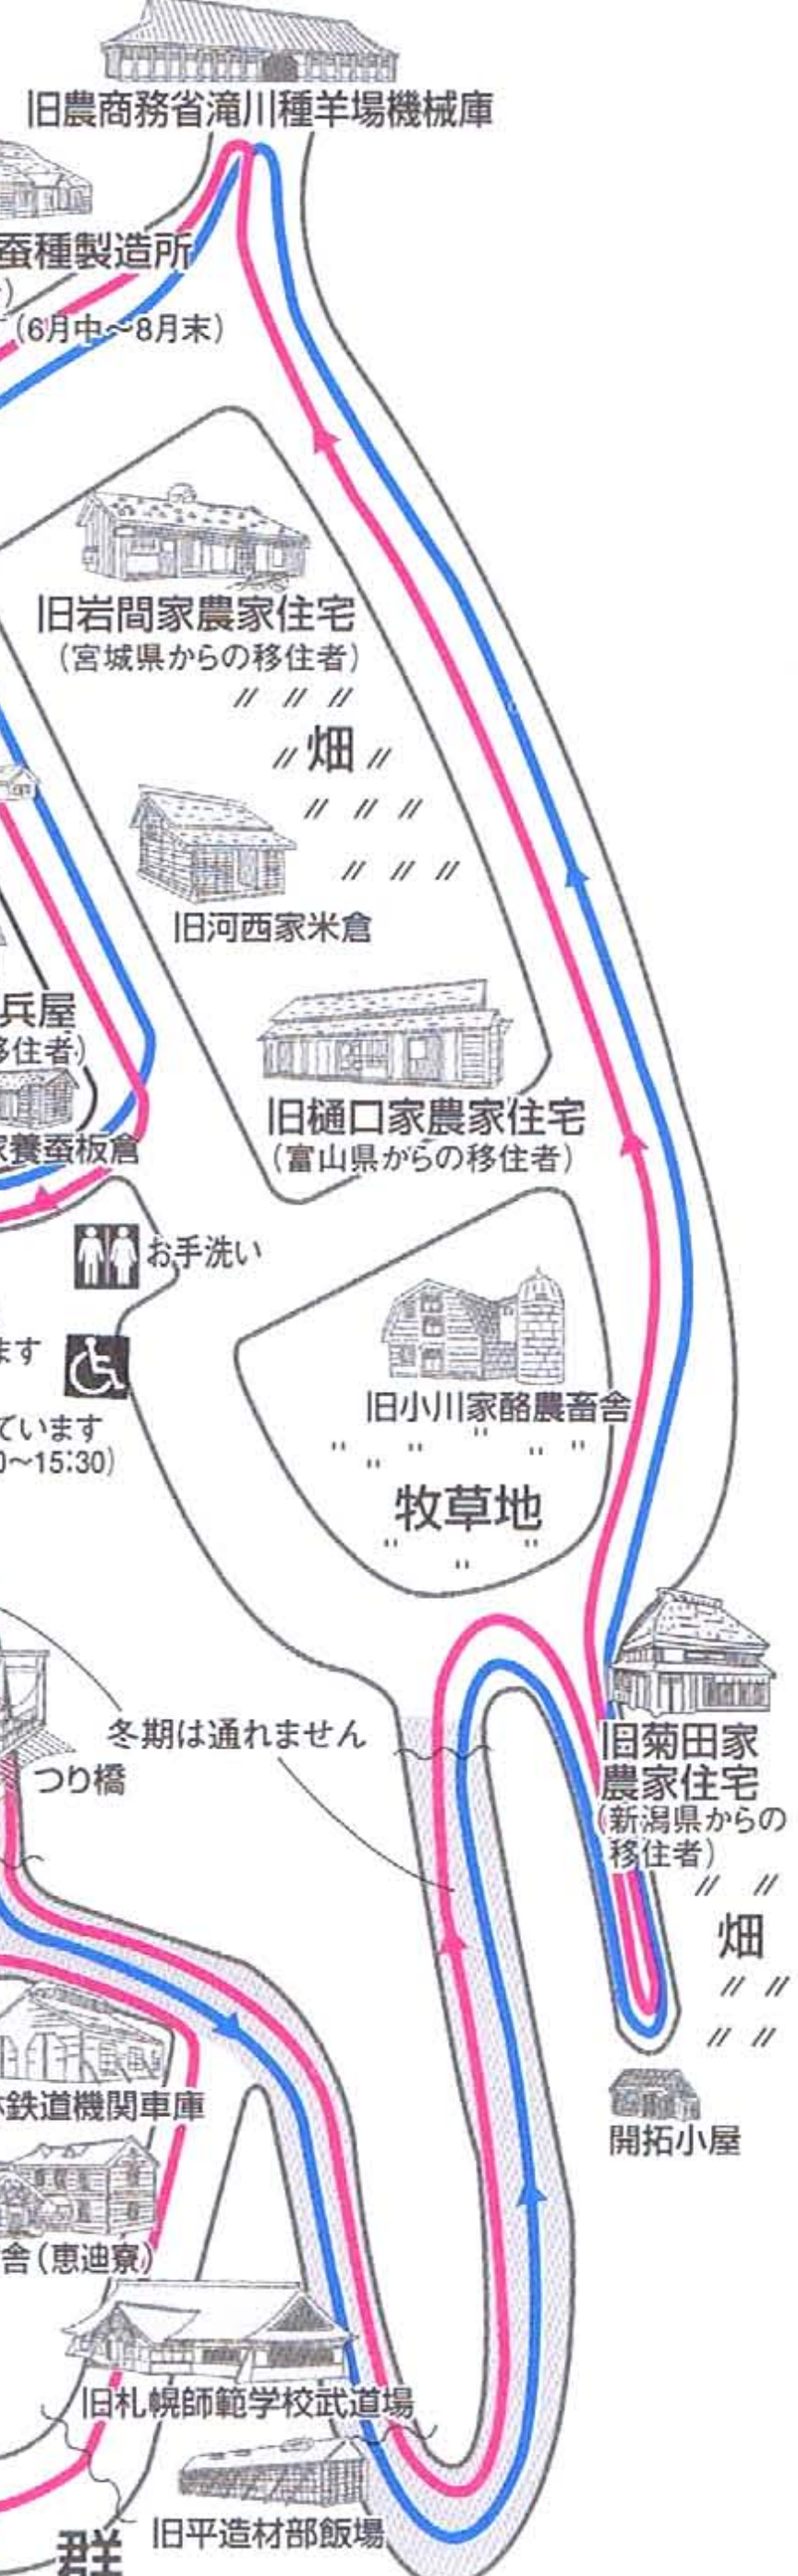 旧農商務省滝川種羊場機械庫
蚕種製造所
(6月中〜8月末)
旧岩間家農家住宅
(宮城県からの移住者)
畑
旧河西家米倉
兵屋
移住者)
旧樋口家農家住宅
(富山県からの移住者)
家養蚕板倉
お手洗い
ます
ています
0〜15:30)
旧小川家酪農畜舎
牧草地
冬期は通れません
つり橋
旧菊田家
農家住宅
(新潟県からの
移住者)
畑
鉄道機関車庫
開拓小屋
舎(恵迪寮)
旧札幌師範学校武道場
旧平造材部飯場
群